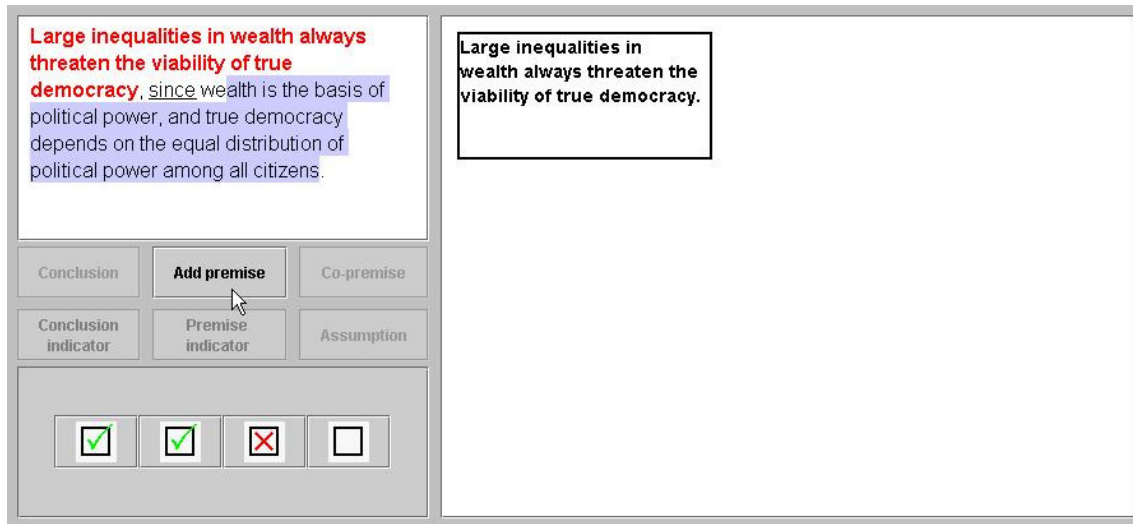 Large inequalities in wealth always
threaten the viability of true
democracy, since wealth is the basis of
political power, and true democracy
depends on the equal distribution of
political power among all citizens.
Conclusion
Add premise
Co-premise
Conclusion
indicator
Premise
indicator
Assumption
Large inequalities in
wealth always threaten the
viability of true democracy.